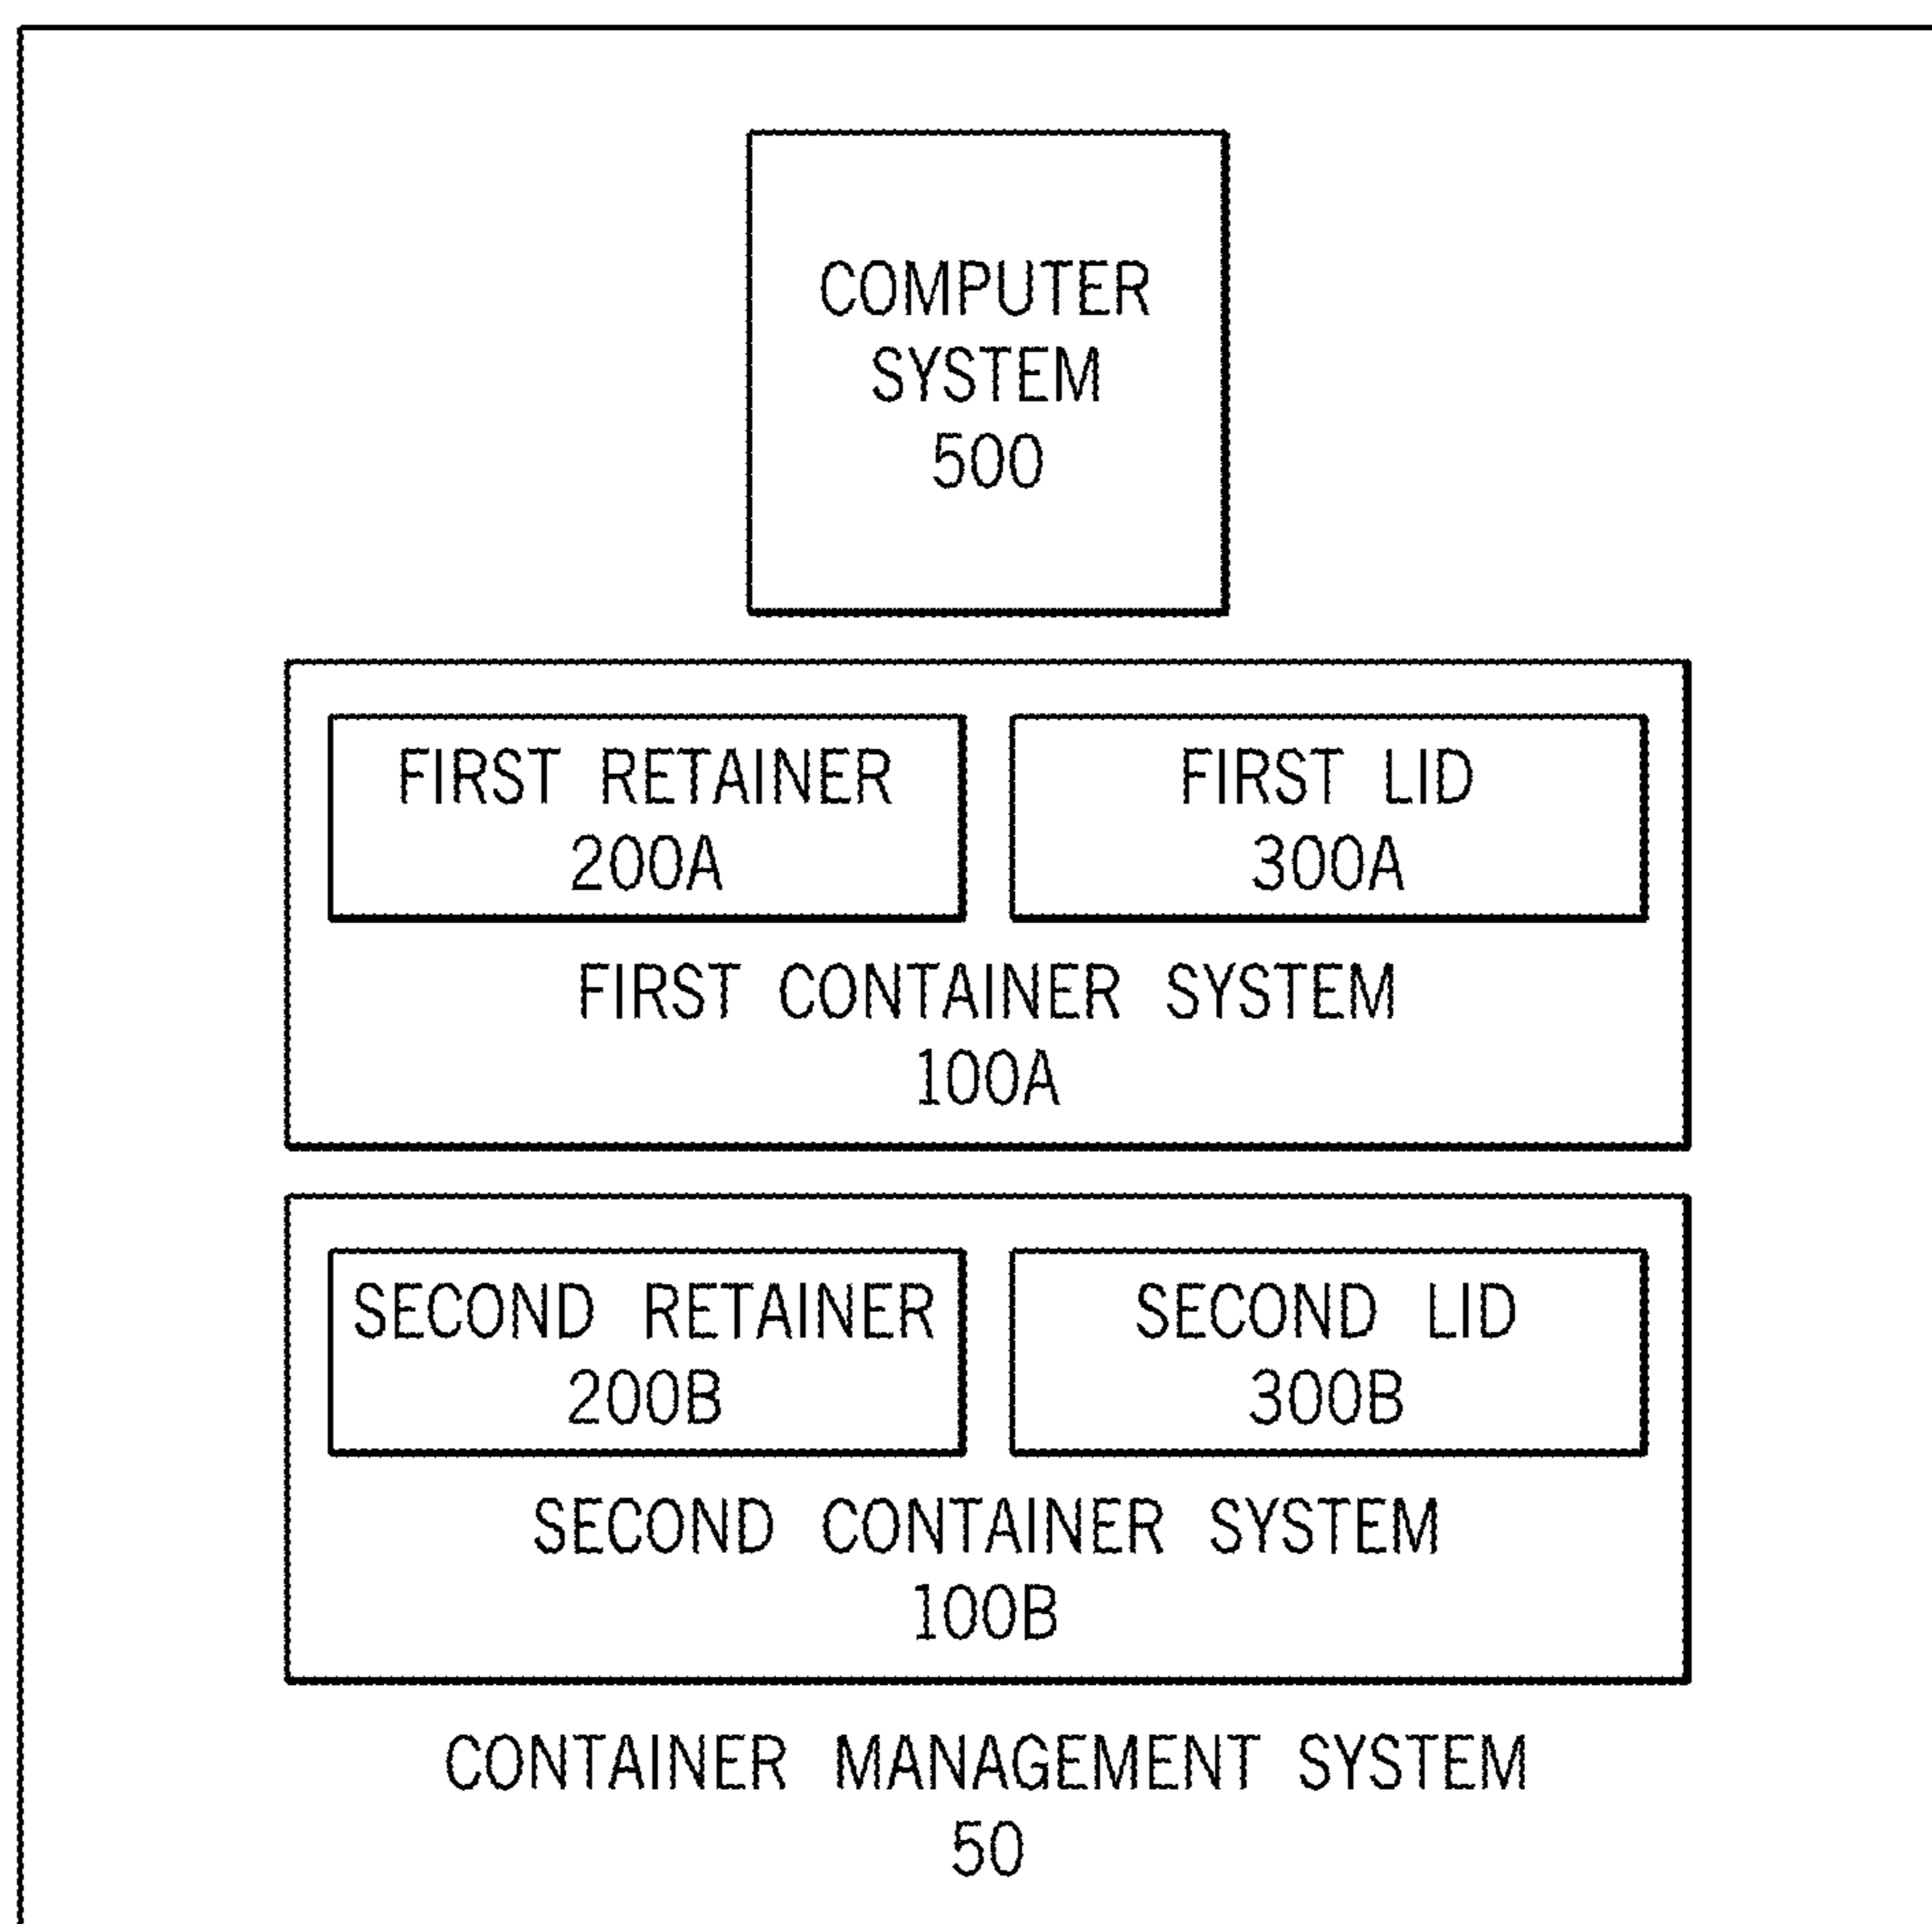 COMPUTER
SYSTEM
500
FIRST RETAINER
200A
FIRST LID
300A
FIRST CONTAINER SYSTEM
100A
SECOND RETAINER
200B
SECOND LID
300B
SECOND CONTAINER SYSTEM
100B
CONTAINER MANAGEMENT SYSTEM
50